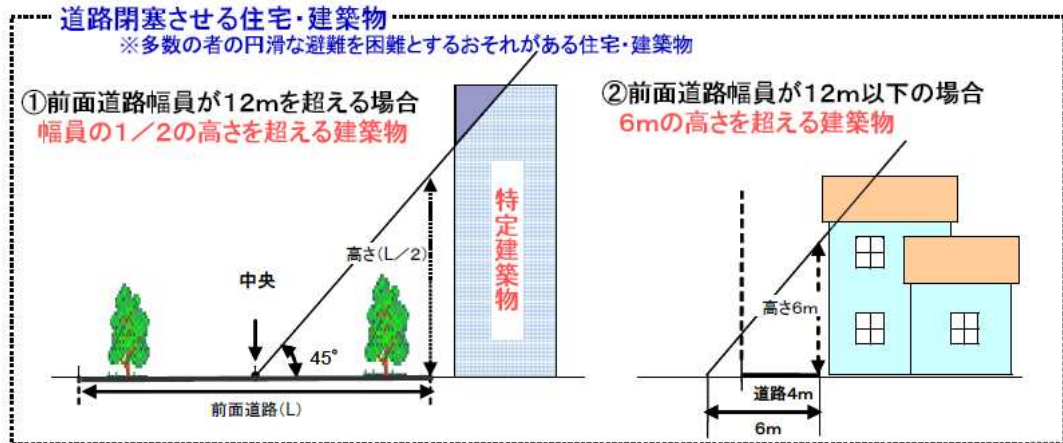 道路閉塞させる住宅・建築物
※多数の者の円滑な避難を困難とするおそれがある住宅・建築物
①前面道路幅員が12mを超える場合
幅員の1／2の高さを超える建築物
高さ(L／2)
中央
45°
前面道路(L)
特定建築物
②前面道路幅員が12m以下の場合
6mの高さを超える建築物
高さ6m
道路4m
6m